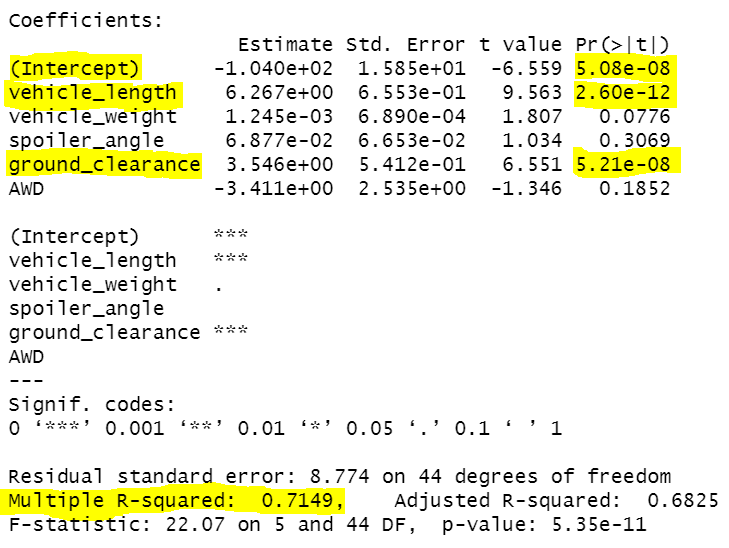 Coefficients:
Estimate Std. Error t value Pr(>|t|)
(Intercept) -1.040e+02 1.585e+01 -6.559 5.08e-08
vehicle_length 6.267e+00 6.553e-01 9.563 2.60e-12
vehicle_weight 1.245e-03 6.890e-04 1.807 0.0776
spoiler_angle 6.877e-02 6.653e-02 1.034 0.3069
ground_clearance 3.546e+00 5.412e-01 6.551 5.21e-08
AWD -3.411e+00 2.535e+00 -1.346 0.1852
(Intercept) ***
vehicle_length ***
vehicle_weight .
spoiler_angle
ground_clearance ***
AWD
---
Signif. codes:
0 ‘***’ 0.001 ‘**’ 0.01 ‘*’ 0.05 ‘.’ 0.1 ‘ ’ 1
Residual standard error: 8.774 on 44 degrees of freedom
Multiple R-squared: 0.7149, Adjusted R-squared: 0.6825
F-statistic: 22.07 on 5 and 44 DF, p-value: 5.35e-11